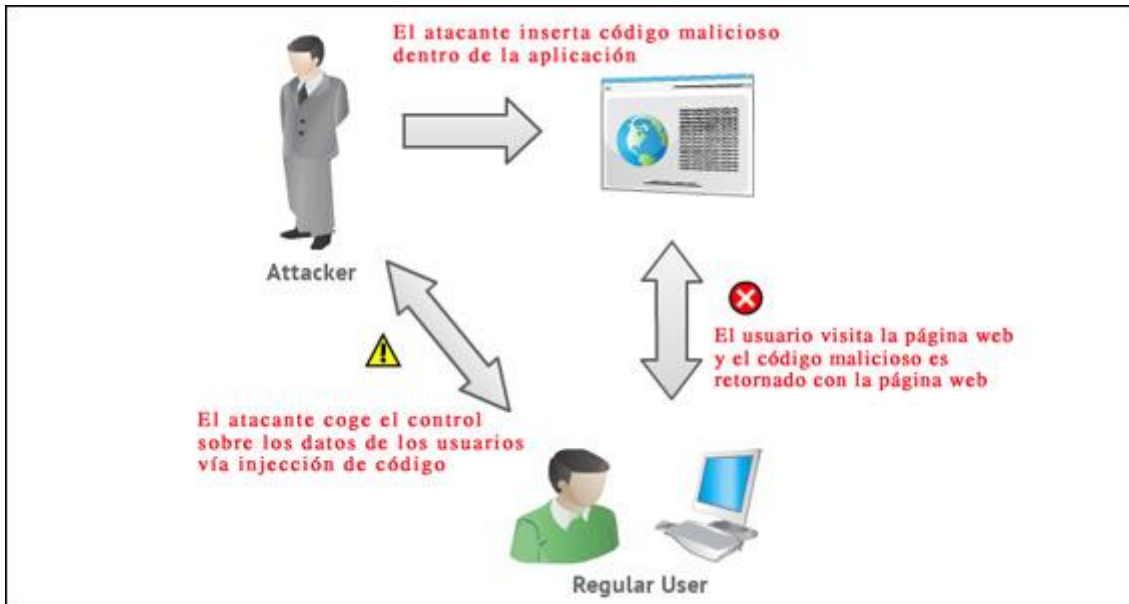 El atacante inserta código malicioso
dentro de la aplicación
Attacker
El usuario visita la página web
y el código malicioso es
retornado con la página web
El atacante coge el control
sobre los datos de los usuarios
vía injección de código
Regular User